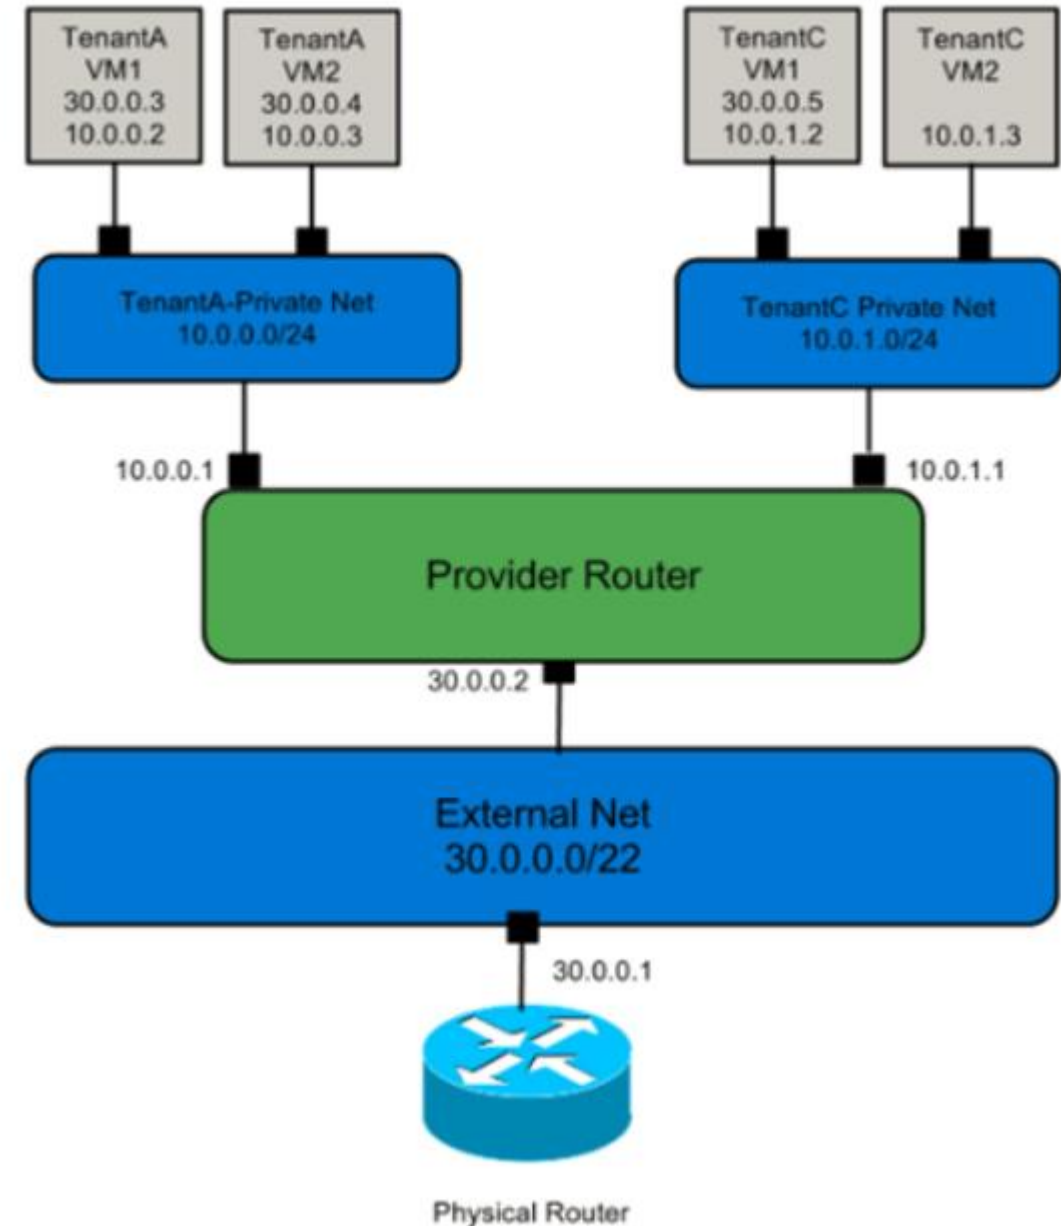 TenantA
VM1
30.0.0.3
10.0.0.2
TenantA
VM2
30.0.0.4
10.0.0.3
TenantC
VM1
30.0.0.5
10.0.1.2
TenantC
VM2
10.0.1.3
TenantA-Private Net
10.0.0.0/24
TenantC Private Net
10.0.1.0/24
10.0.0.1
10.0.1.1
Provider Router
30.0.0.2
External Net
30.0.0.0/22
30.0.0.1
Physical Router